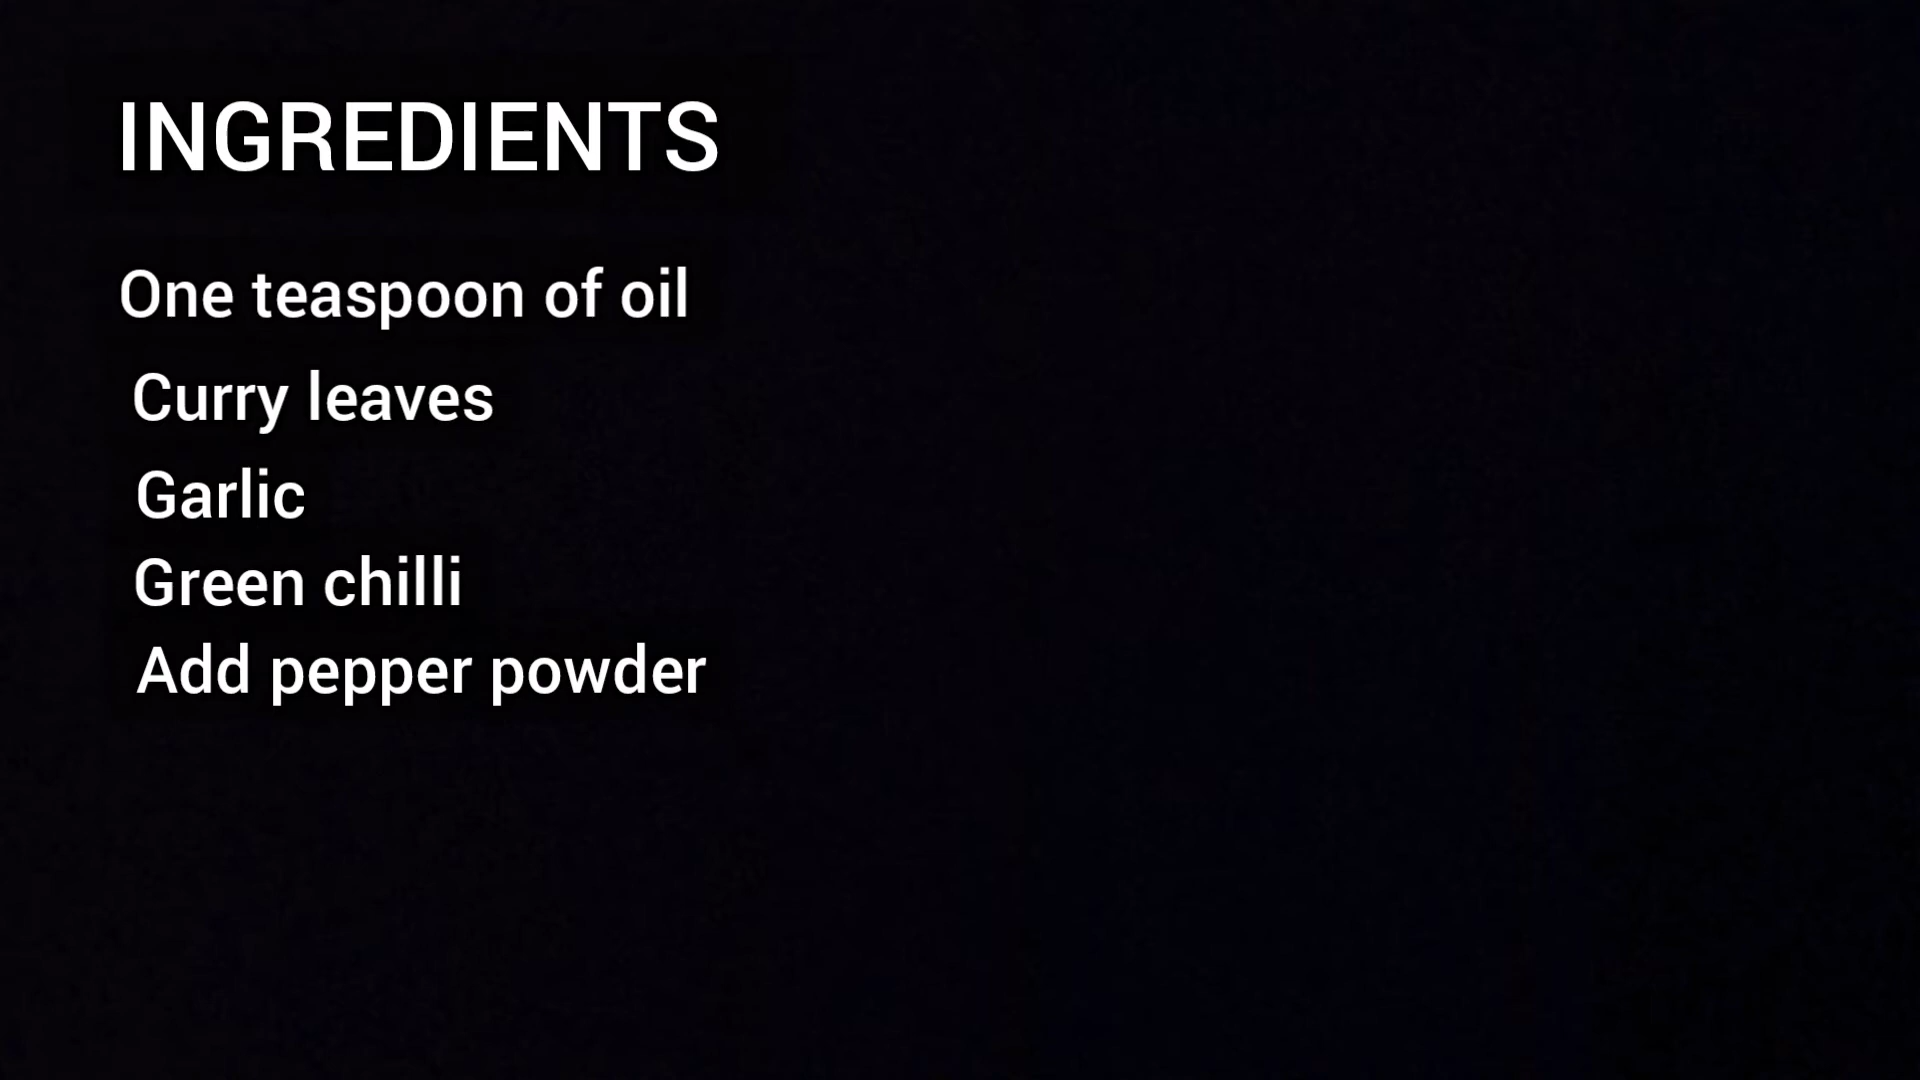 INGREDIENTS
One teaspoon of oil
Curry leaves
Garlic
Green chilli
Add pepper powder